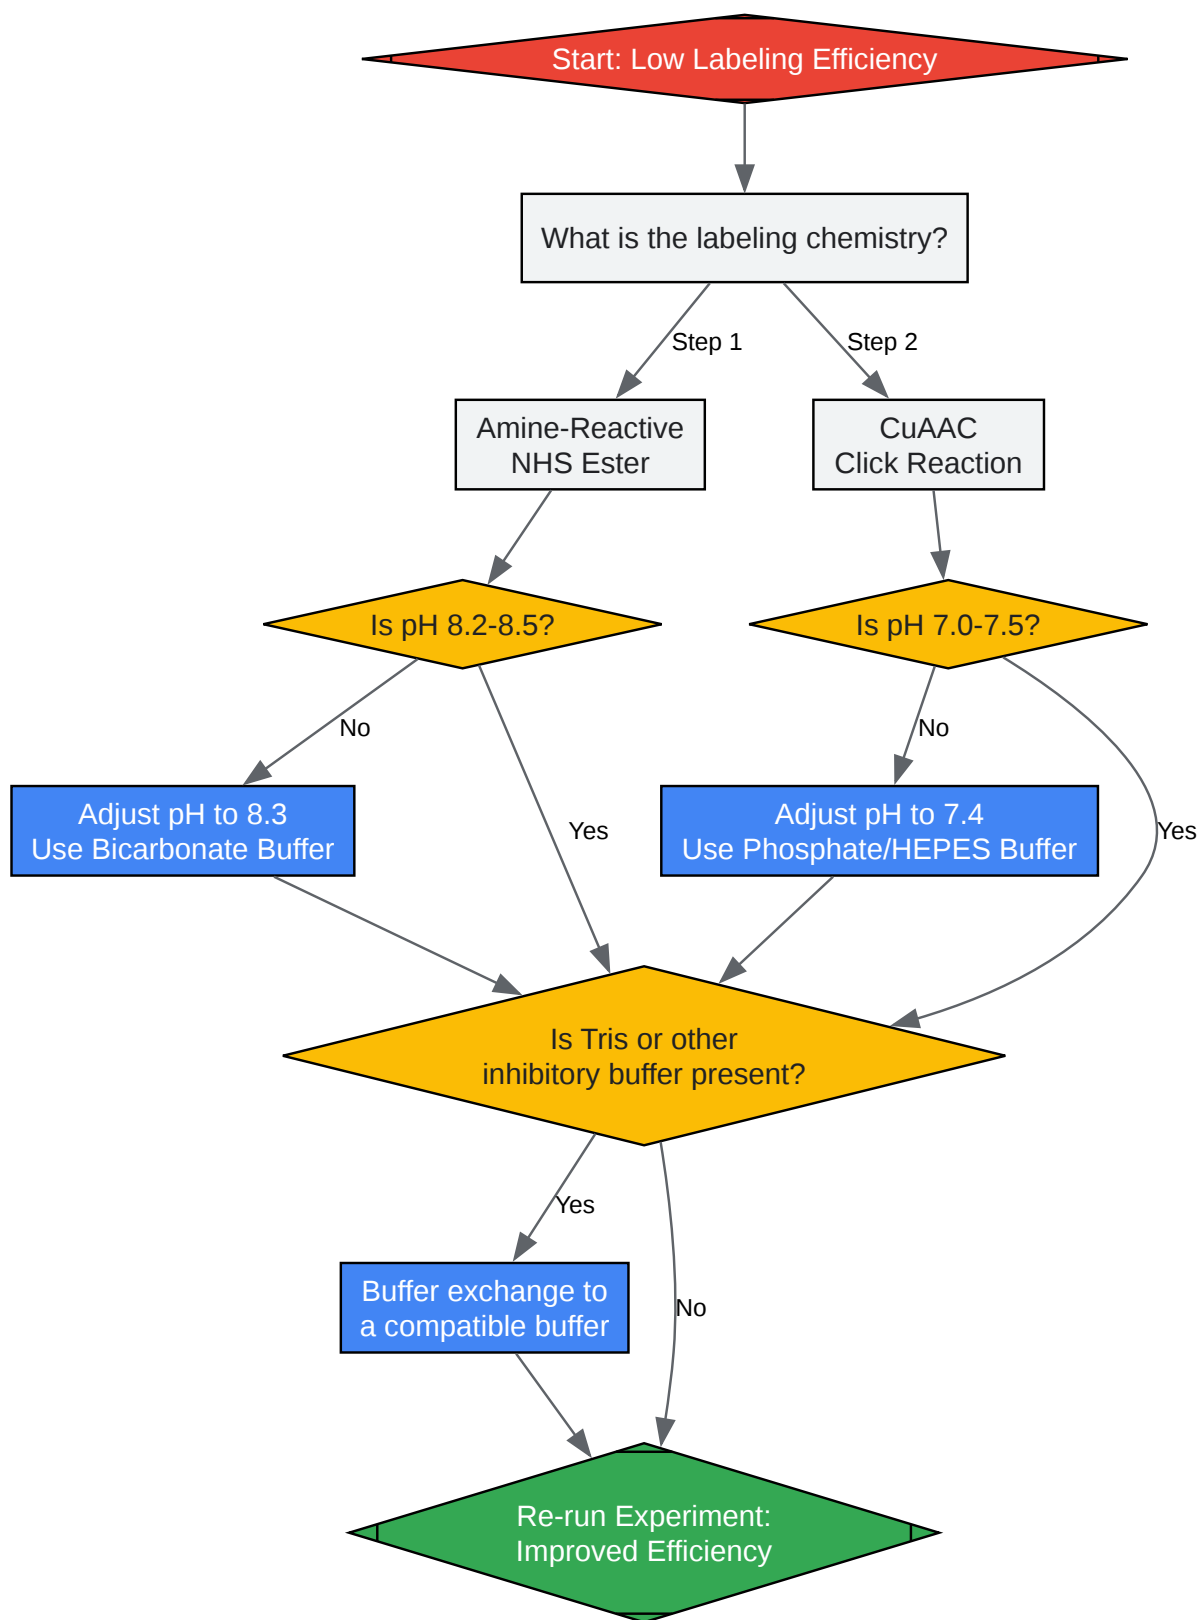 Start: Low Labeling Efficiency
What is the labeling chemistry?
Step 1
Step 2
Amine-Reactive
NHS Ester
CuAAC
Click Reaction
Is pH 8.2-8.5?
Is pH 7.0-7.5?
No
No
Adjust pH to 8.3
Use Bicarbonate Buffer
Yes
Adjust pH to 7.4
Use Phosphate/HEPES Buffer
Yes
Is Tris or other
inhibitory buffer present?
Yes
Buffer exchange to
a compatible buffer
No
Re-run Experiment:
Improved Efficiency